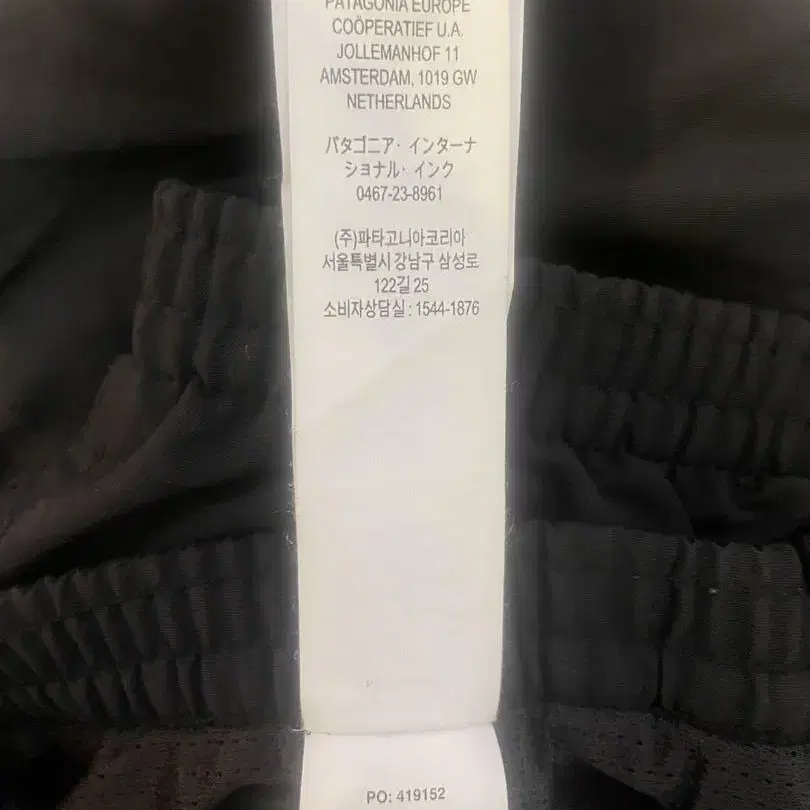 PATAGONIA EUROPE
COÖPERATIEF U.A.
JOLLEMANHOF 11
AMSTERDAM, 1019 GW
NETHERLANDS
パタゴニア・インターナ
ショナル・インク
0467-23-8961
(주)파타고니아코리아
서울특별시 강남구 삼성로
122길 25
소비자상담실 : 1544-1876
PO: 419152